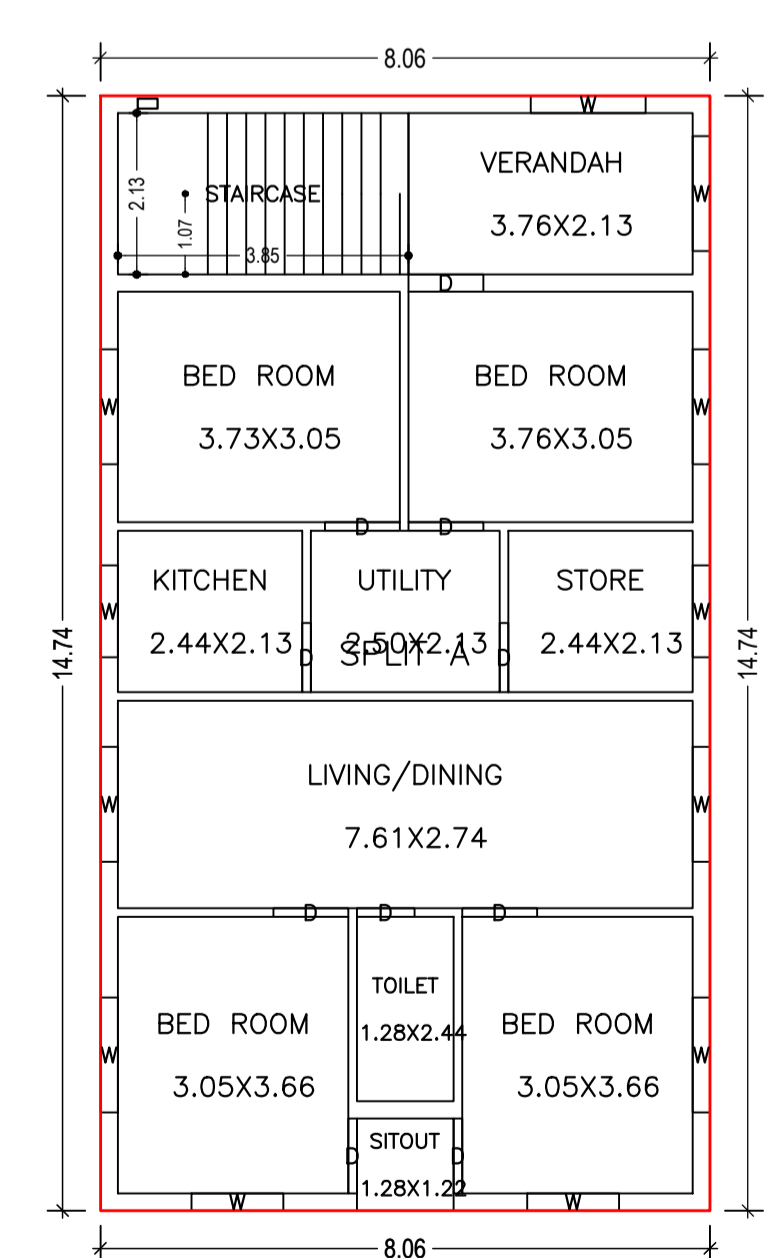 8.06
W
VERANDAH
3.76X2.13
W
STAIRCASE
2.13
1.07
3.85
D
BED ROOM
3.73X3.05
BED ROOM
3.76X3.05
W
W
D
D
KITCHEN
2.44X2.13
UTILITY
2.50X2.13
STORE
2.44X2.13
SPLIT A
W
W
D
D
14.74
14.74
LIVING/DINING
7.61X2.74
W
W
D
D
D
TOILET
1.28X2.44
BED ROOM
3.05X3.66
BED ROOM
3.05X3.66
W
W
SITOUT
1.28X1.22
D
D
W
W
8.06